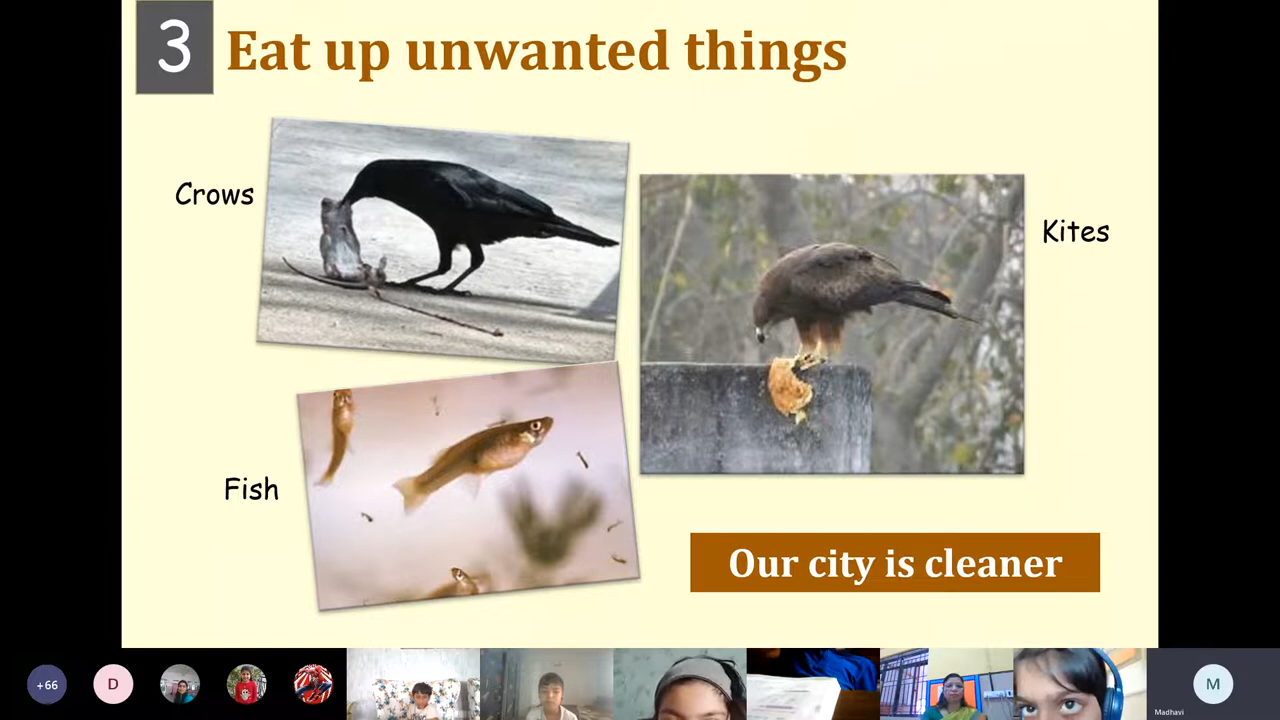 3 Eat up unwanted things
Crows
Kites
Fish
Our city is cleaner
+66
D
M
Madhavi